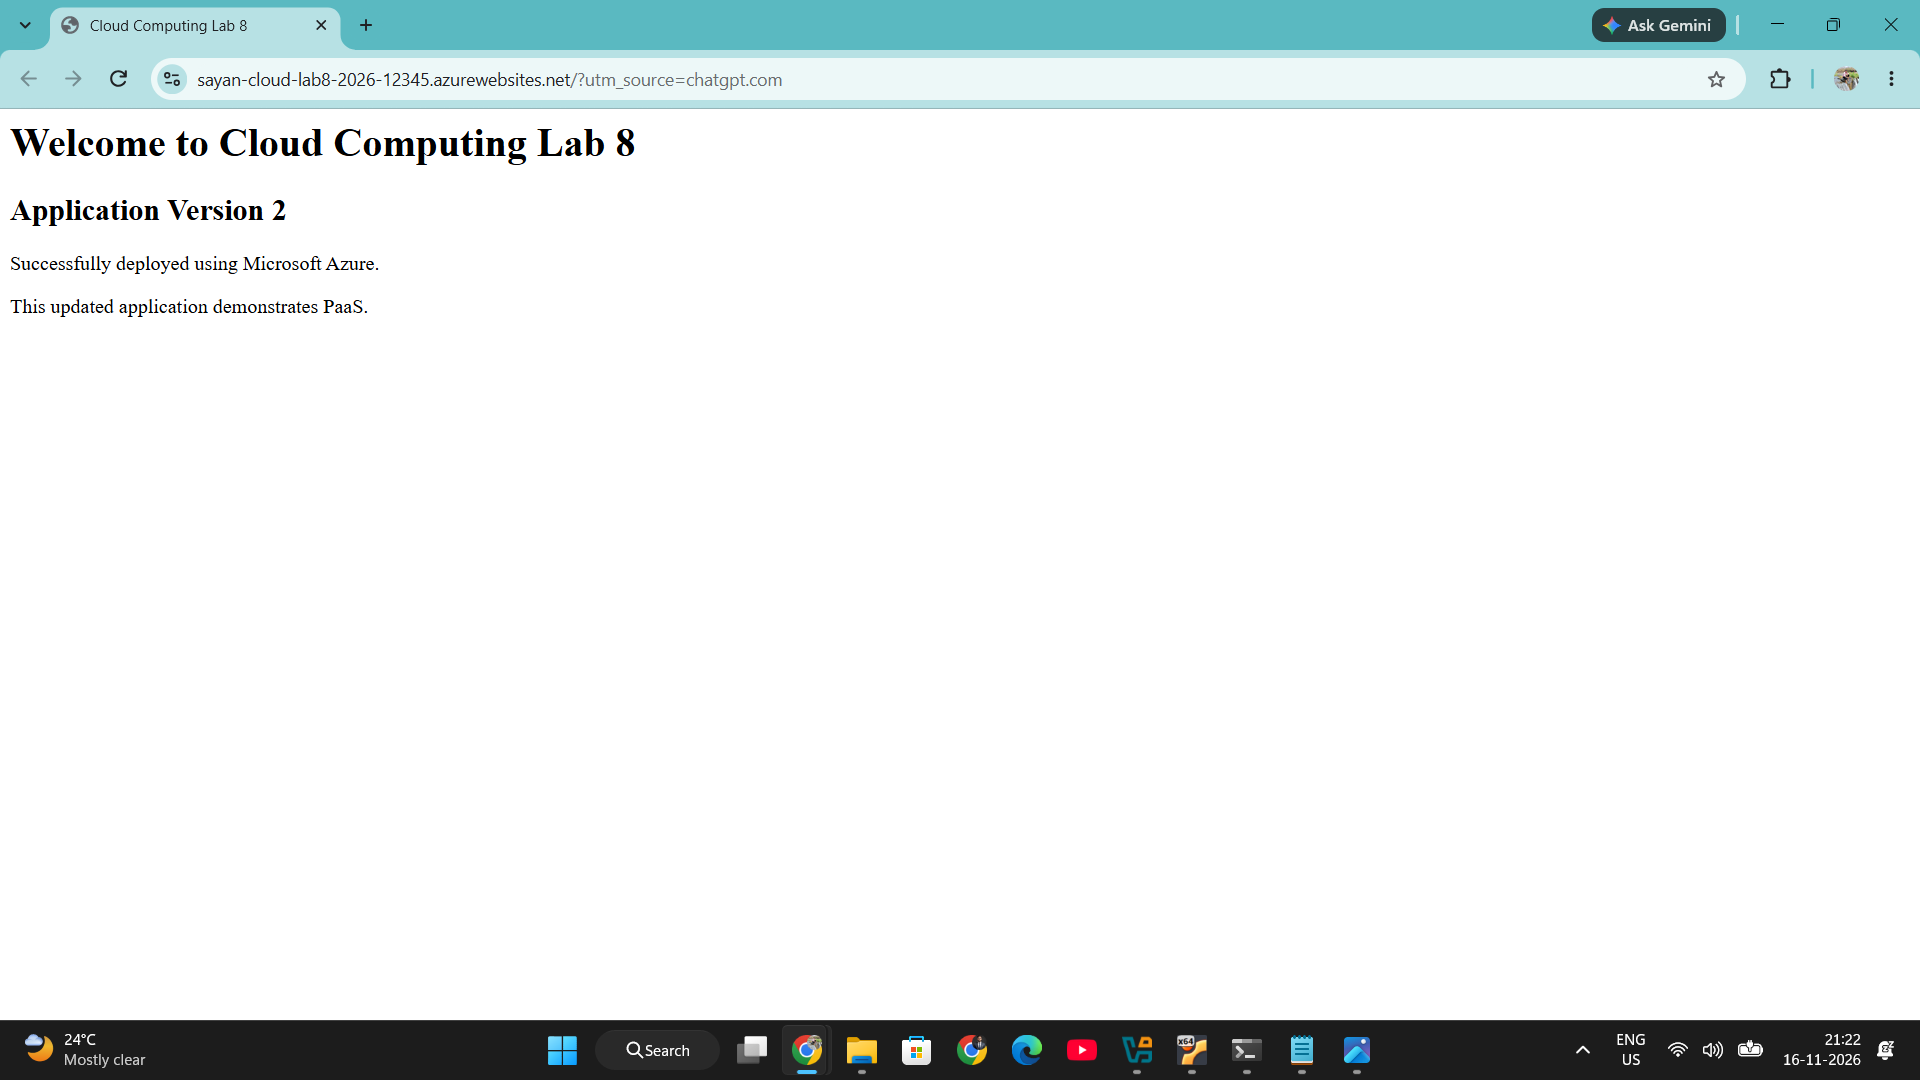 Cloud Computing Lab 8
Ask Gemini
sayan-cloud-lab8-2026-12345.azurewebsites.net/?utm_source=chatgpt.com
Welcome to Cloud Computing Lab 8
Application Version 2
Successfully deployed using Microsoft Azure.
This updated application demonstrates PaaS.
24°C
Mostly clear
Search
x64
ENG
US
21:22
16-11-2026